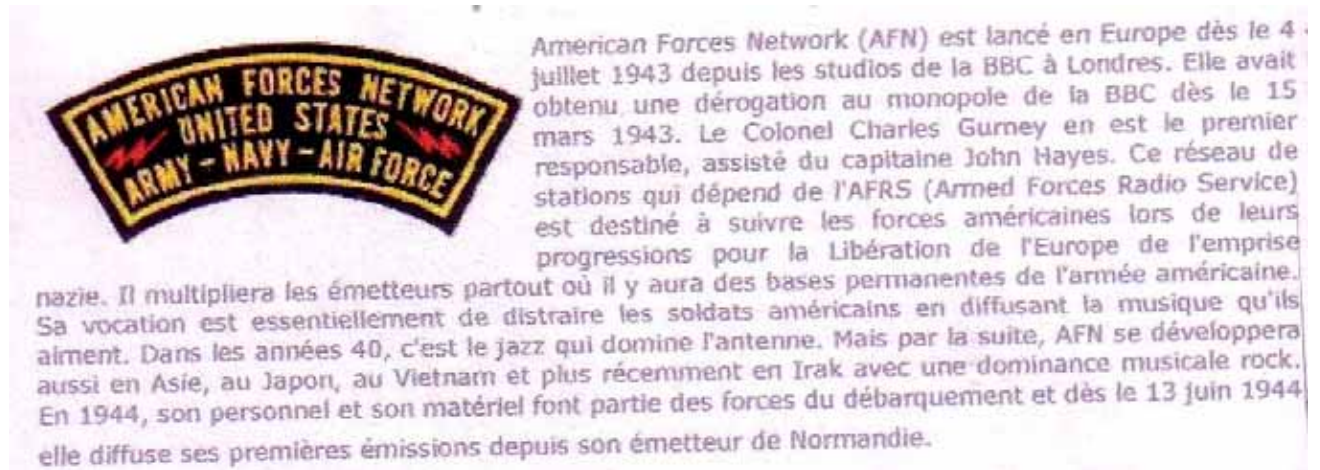 AMERICAN FORCES NETWORK
UNITED STATES
ARMY - NAVY - AIR FORCE
American Forces Network (AFN) est lancé en Europe dès le 4
juillet 1943 depuis les studios de la BBC à Londres. Elle avait
obtenu une dérogation au monopole de la BBC dès le 15
mars 1943. Le Colonel Charles Gurney en est le premier
responsable, assisté du capitaine John Hayes. Ce réseau de
stations qui dépend de l'AFRS (Armed Forces Radio Service)
est destiné à suivre les forces américaines lors de leurs
progressions pour la Libération de l'Europe de l'emprise
nazie. Il multipliera les émetteurs partout où il y aura des bases permanentes de l'armée américaine.
Sa vocation est essentiellement de distraire les soldats américains en diffusant la musique qu'ils
aiment. Dans les années 40, c'est le jazz qui domine l'antenne. Mais par la suite, AFN se développera
aussi en Asie, au Japon, au Vietnam et plus récemment en Irak avec une dominance musicale rock.
En 1944, son personnel et son matériel font partie des forces du débarquement et dès le 13 juin 1944
elle diffuse ses premières émissions depuis son émetteur de Normandie.